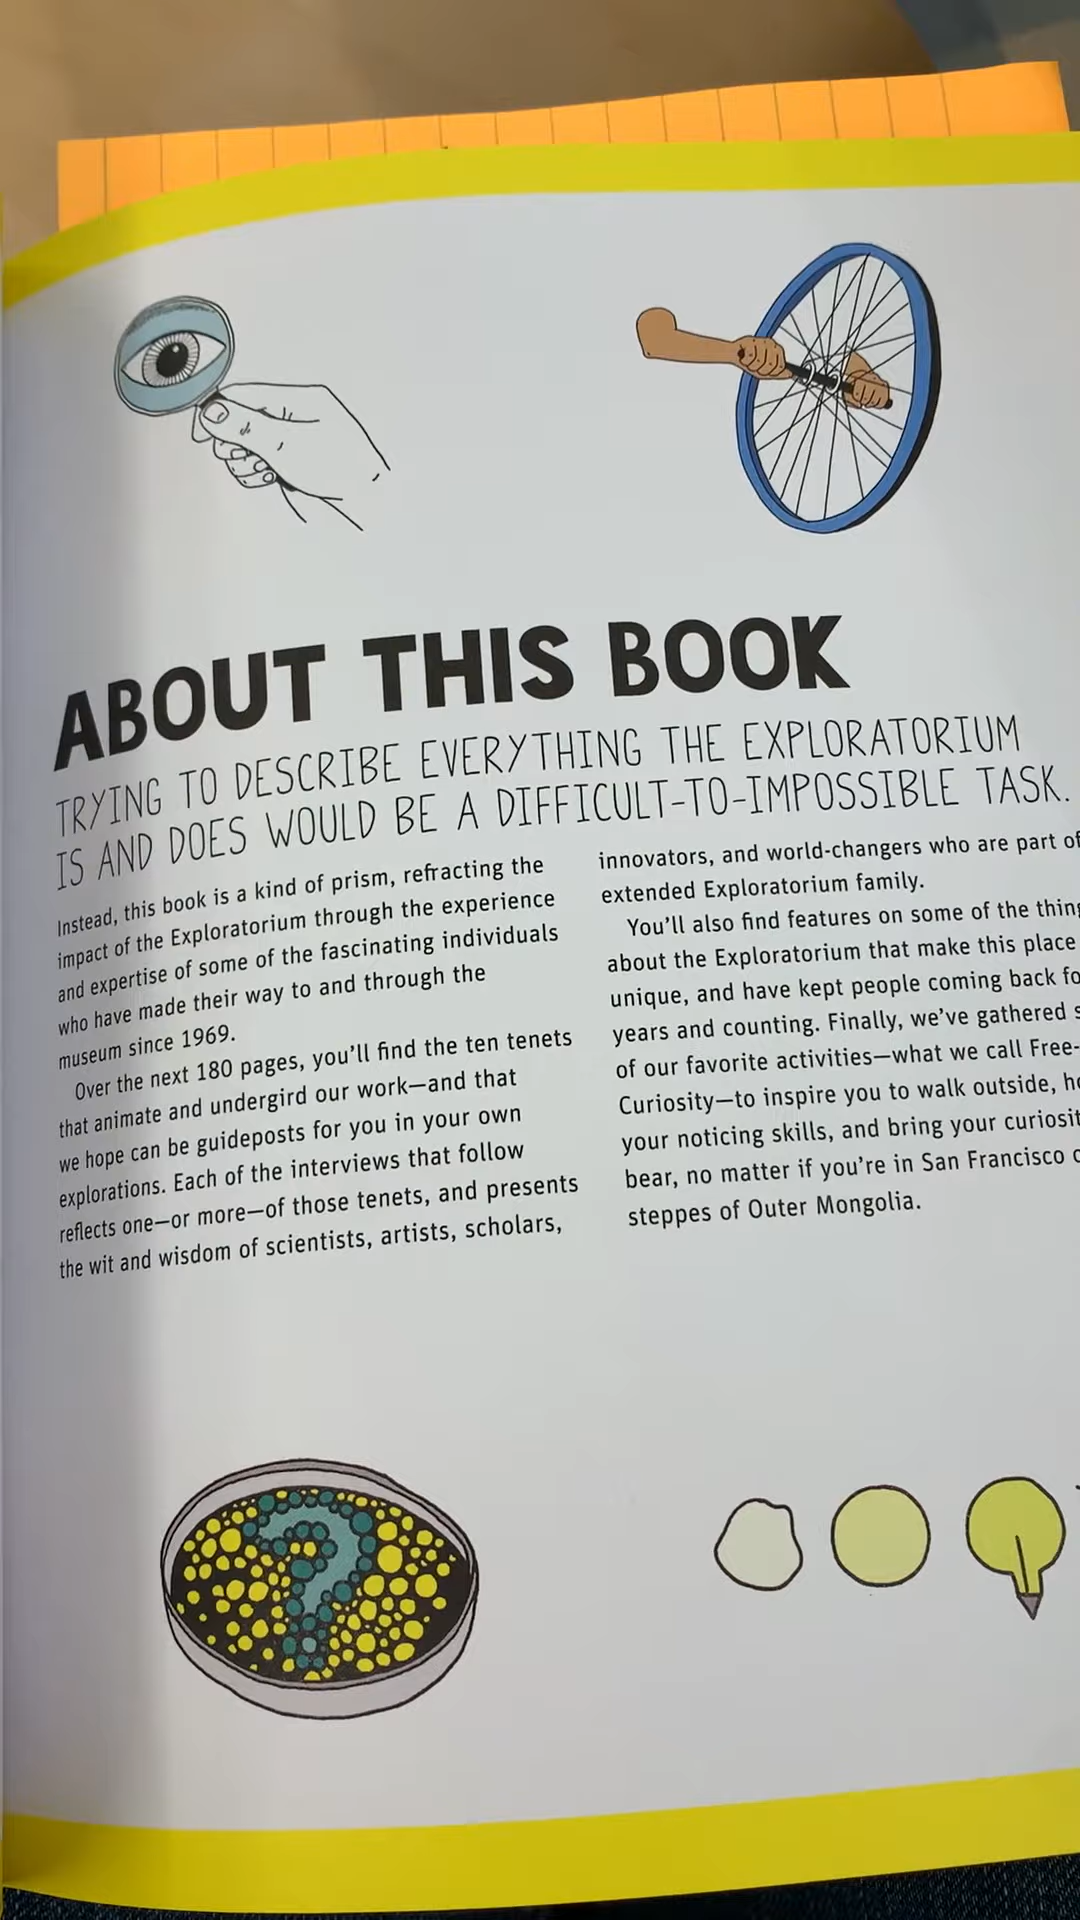 ABOUT THIS BOOK
TRYING TO DESCRIBE EVERYTHING THE EXPLORATORIUM
IS AND DOES WOULD BE A DIFFICULT-TO-IMPOSSIBLE TASK.
Instead, this book is a kind of prism, refracting the
impact of the Exploratorium through the experience
and expertise of some of the fascinating individuals
who have made their way to and through the
museum since 1969.
Over the next 180 pages, you'll find the ten tenets
that animate and undergird our work—and that
we hope can be guideposts for you in your own
explorations. Each of the interviews that follow
reflects one—or more—of those tenets, and presents
the wit and wisdom of scientists, artists, scholars,
innovators, and world-changers who are part of
extended Exploratorium family.
You'll also find features on some of the
about the Exploratorium that make this place
unique, and have kept people coming back
years and counting. Finally, we've gathered
of our favorite activities—what we call Free-
Curiosity—to inspire you to walk outside,
your noticing skills, and bring your
bear, no matter if you're in San Francisco
steppes of Outer Mongolia.
?